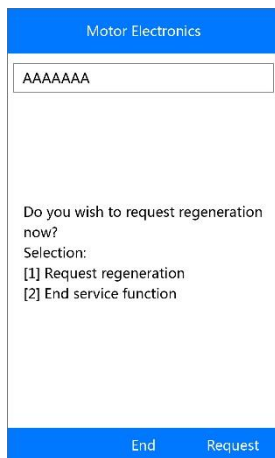 Motor Electronics
AAAAAAA
Do you wish to request regeneration
now?
Selection:
[1] Request regeneration
[2] End service function
End Request